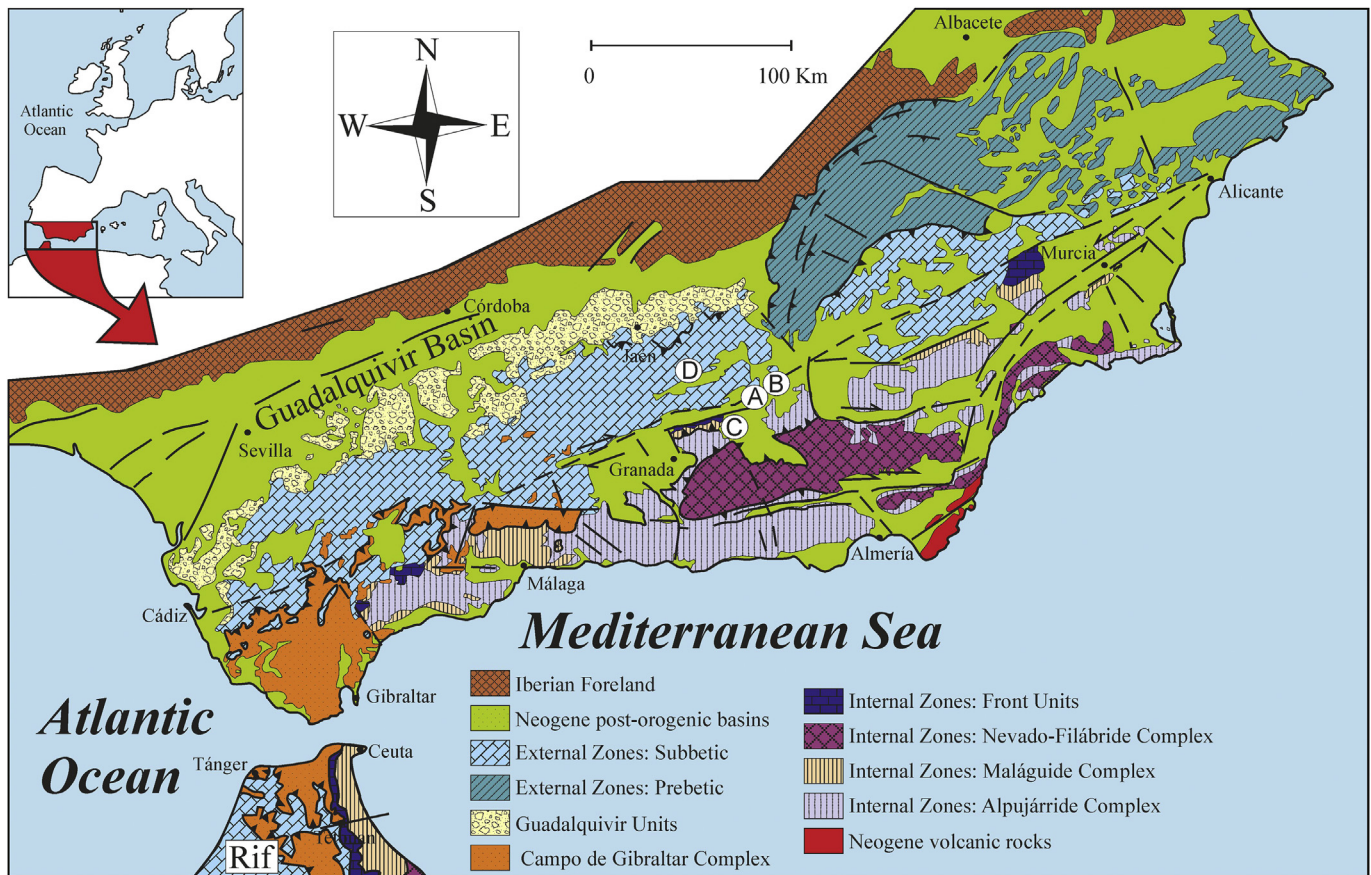 Atlantic
Ocean
N
W
E
S
0
100 Km
Albacete
Alicante
Murcia
Córdoba
Guadalquivir Basin
Jaén
D
B
A
C
Sevilla
Granada
Almería
Málaga
Cádiz
Gibraltar
Mediterranean Sea
Atlantic
Ocean
Ceuta
Tánger
Rif
Iberian Foreland
Neogene post-orogenic basins
External Zones: Subbetic
External Zones: Prebetic
Guadalquivir Units
Campo de Gibraltar Complex
Internal Zones: Front Units
Internal Zones: Nevado-Filábride Complex
Internal Zones: Maláguide Complex
Internal Zones: Alpujárride Complex
Neogene volcanic rocks